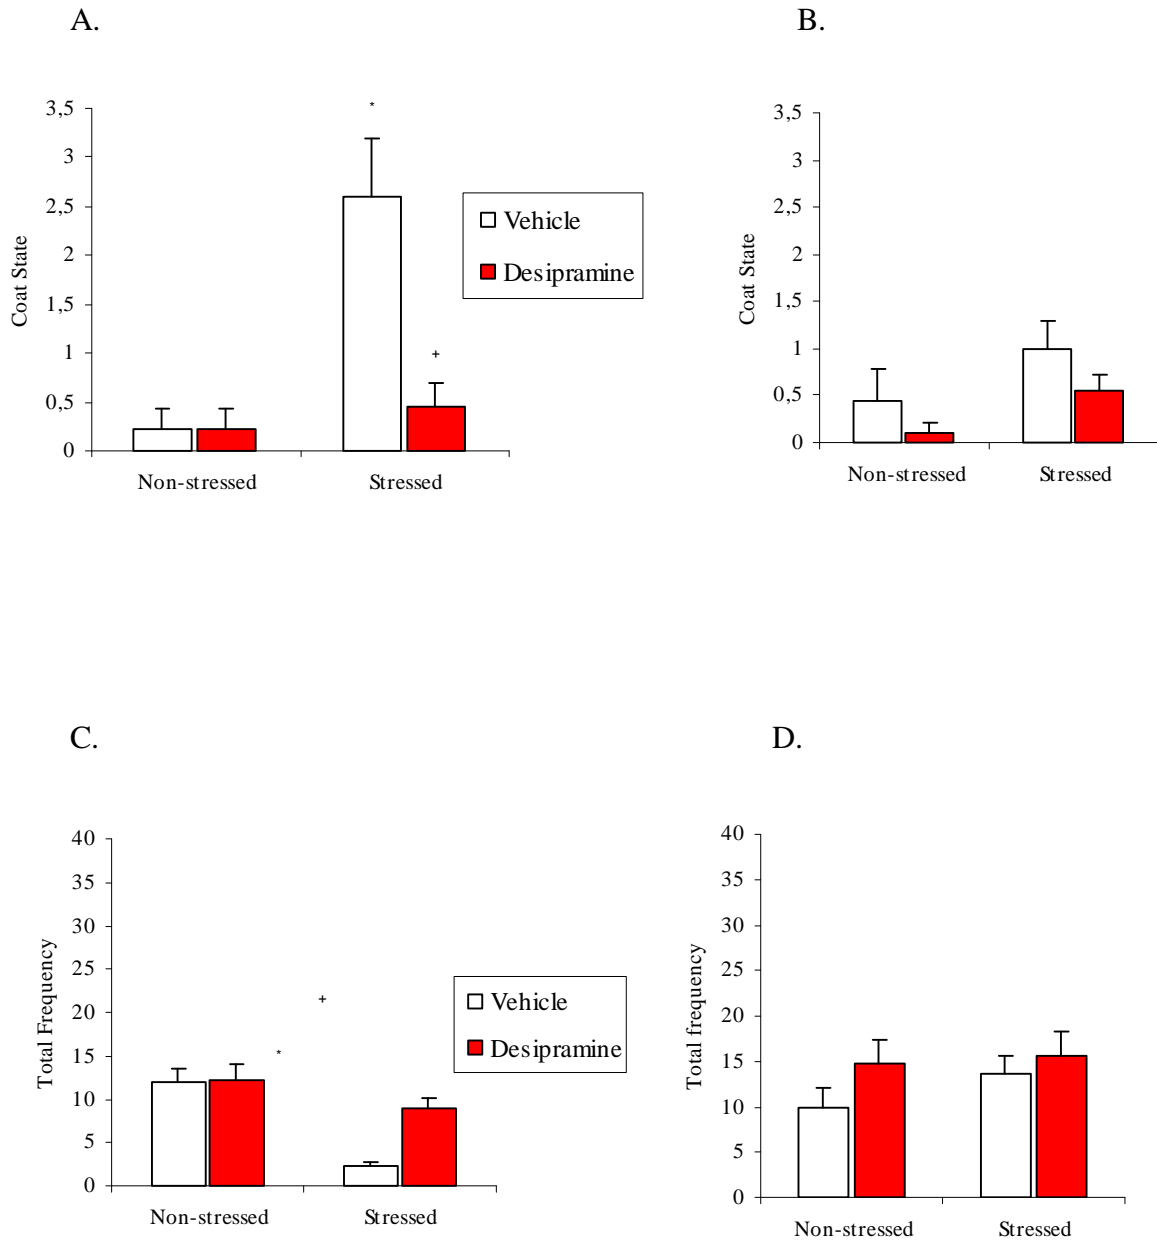 A.
B.
Coat State
3,5
3
2,5
2
1,5
1
0,5
0
*
+
Non-stressed
Stressed
Vehicle
Desipramine
Coat State
3,5
3
2,5
2
1,5
1
0,5
0
Non-stressed
Stressed
C.
D.
Total Frequency
40
35
30
25
20
15
10
5
0
+
*
Non-stressed
Stressed
Vehicle
Desipramine
Total frequency
40
35
30
25
20
15
10
5
0
Non-stressed
Stressed